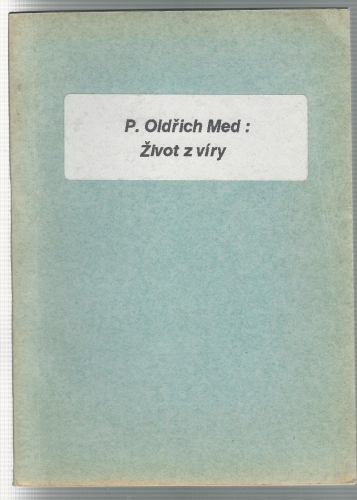 P. Oldřich Med :
Život z víry